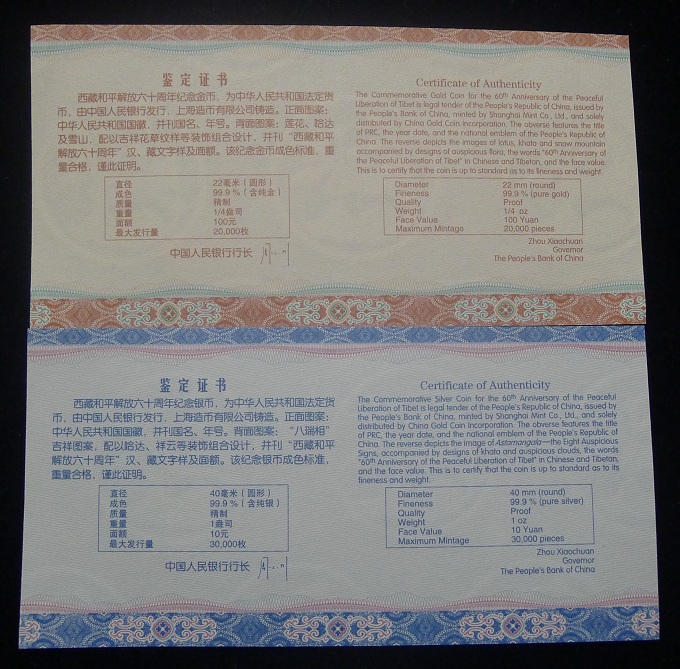 鉴定证书
西藏和平解放六十周年纪念金币，为中华人民共和国法定货
币，由中国人民银行发行，上海造币有限公司铸造。正面图案：
中华人民共和国国徽，并刊国名、年号。背面图案：莲花、哈达
及雪山，配以吉祥花草纹样等装饰组合设计，并刊“西藏和平
解放六十周年”汉、藏文字样及面额。该纪念金币成色标准，重
量合格，谨此证明。
直径 22毫米（圆形）
成色 99.9％（含纯金）
质量 精制
重量 1/4盎司
面额 100元
最大发行量 20,000枚
中国人民银行行长
Certificate of Authenticity
The Commemorative Gold Coin for the 60th Anniversary of the Peaceful
Liberation of Tibet is legal tender of the People's Republic of China, issued by
the People's Bank of China, minted by Shanghai Mint Co., Ltd., and solely
distributed by China Gold Coin Incorporation. The obverse features the title
of PRC, the year date, and the national emblem of the People's Republic of
China. The reverse depicts the images of lotus, khata and snow mountain
accompanied by designs of auspicious flora, the words "60th Anniversary of
the Peaceful Liberation of Tibet" in Chinese and Tibetan, and the face value.
This is to certify that the coin is up to standard as to its fineness and weight.
Diameter 22 mm (round)
Fineness 99.9 % (pure gold)
Quality Proof
Weight 1/4 oz
Face Value 100 Yuan
Maximum Mintage 20,000 pieces
Zhou Xiaochuan
Governor
The People's Bank of China
鉴定证书
西藏和平解放六十周年纪念银币，为中华人民共和国法定货
币，由中国人民银行发行，上海造币有限公司铸造。正面图案：
中华人民共和国国徽，并刊国名、年号。背面图案：“八瑞相”
吉祥图案，配以哈达、祥云等装饰组合设计，并刊“西藏和平
解放六十周年”汉、藏文字样及面额。该纪念银币成色标准，
重量合格，谨此证明。
直径 40毫米（圆形）
成色 99.9％（含纯银）
质量 精制
重量 1盎司
面额 10元
最大发行量 30,000枚
中国人民银行行长
Certificate of Authenticity
The Commemorative Silver Coin for the 60th Anniversary of the Peaceful
Liberation of Tibet is legal tender of the People's Republic of China, issued by
the People's Bank of China, minted by Shanghai Mint Co., Ltd., and solely
distributed by China Gold Coin Incorporation. The obverse features the title
of PRC, the year date, and the national emblem of the People's Republic of
China. The reverse depicts the image of Astamangala—the Eight Auspicious
Signs, accompanied by designs of khata and auspicious clouds, the words
"60th Anniversary of the Peaceful Liberation of Tibet" in Chinese and Tibetan,
and the face value. This is to certify that the coin is up to standard as to its
fineness and weight.
Diameter 40 mm (round)
Fineness 99.9 % (pure silver)
Quality Proof
Weight 1 oz
Face Value 10 Yuan
Maximum Mintage 30,000 pieces
Zhou Xiaochuan
Governor
The People's Bank of China